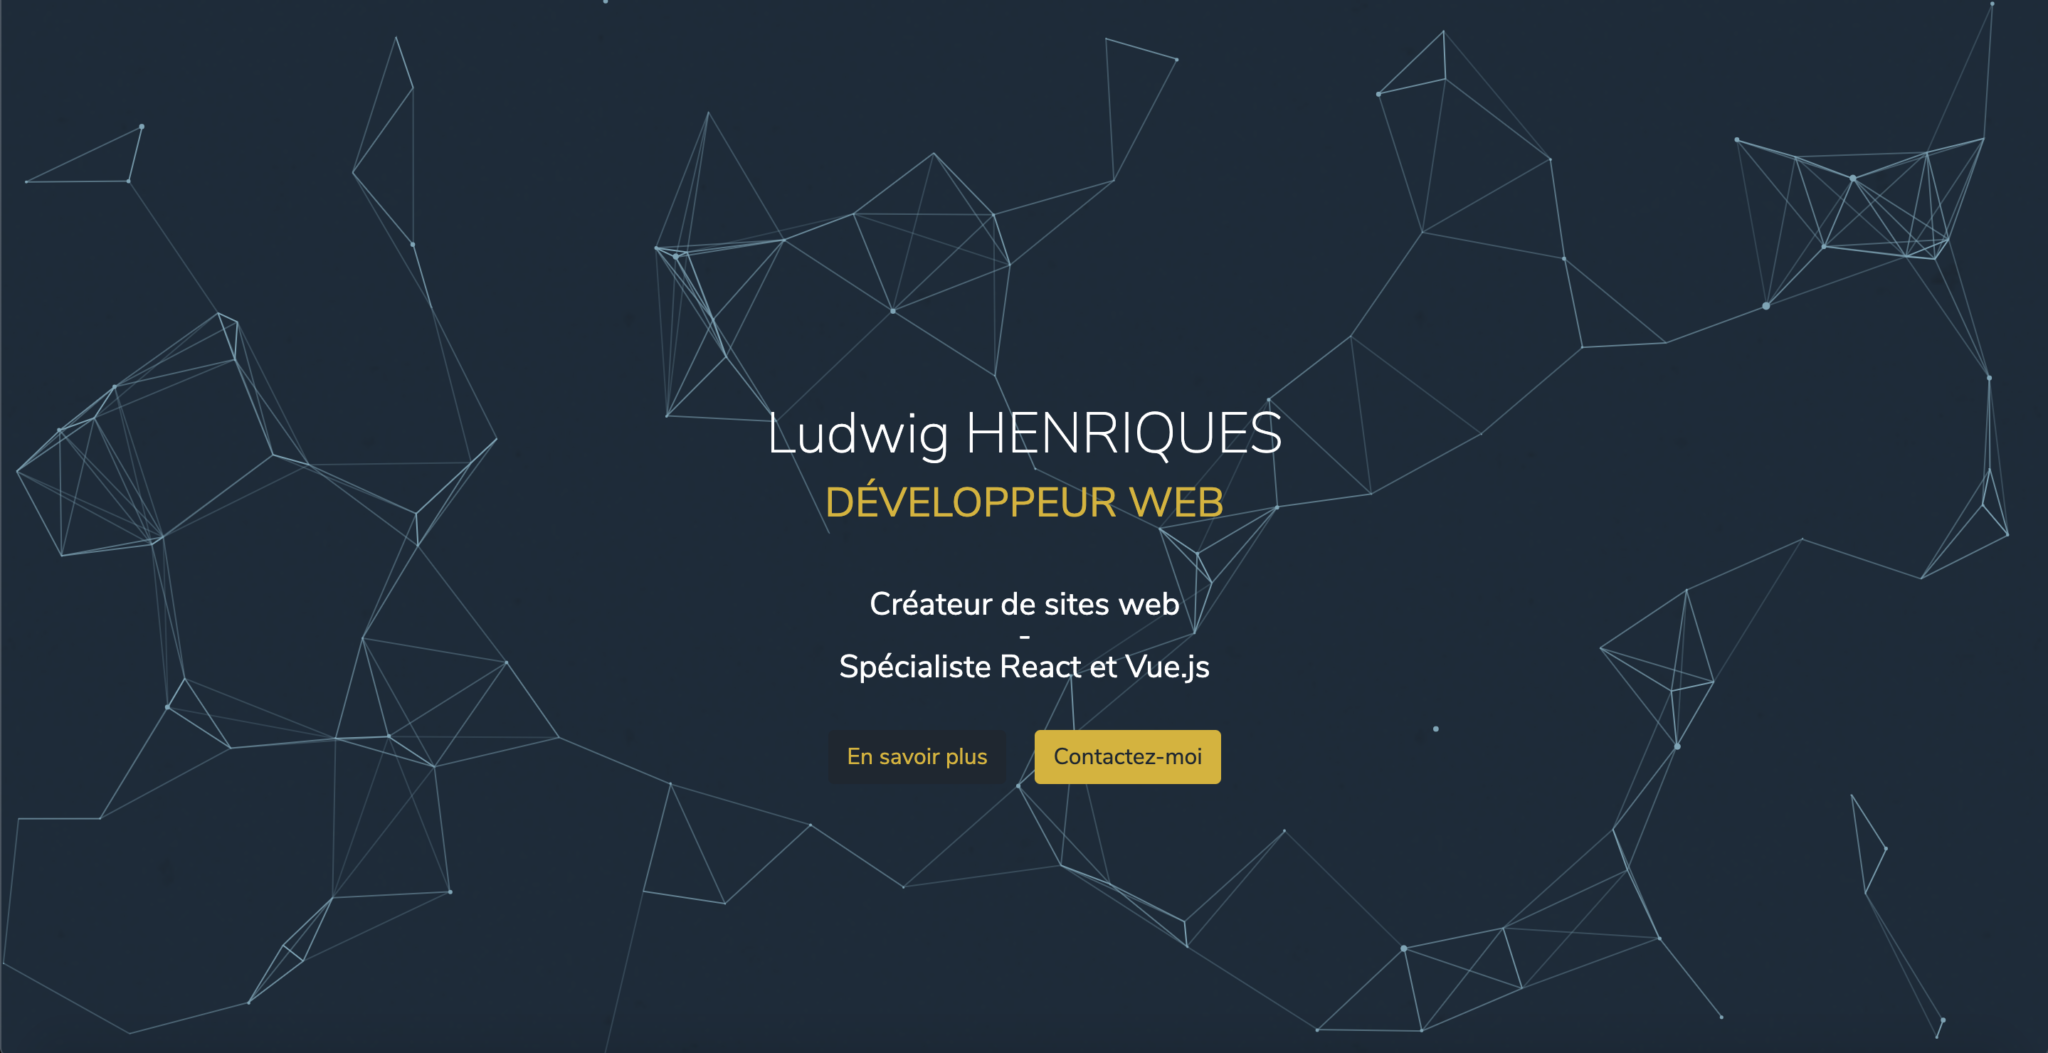 Ludwig HENRIQUES
DÉVELOPPEUR WEB
Créateur de sites web
-
Spécialiste React et Vue.js
En savoir plus
Contactez-moi